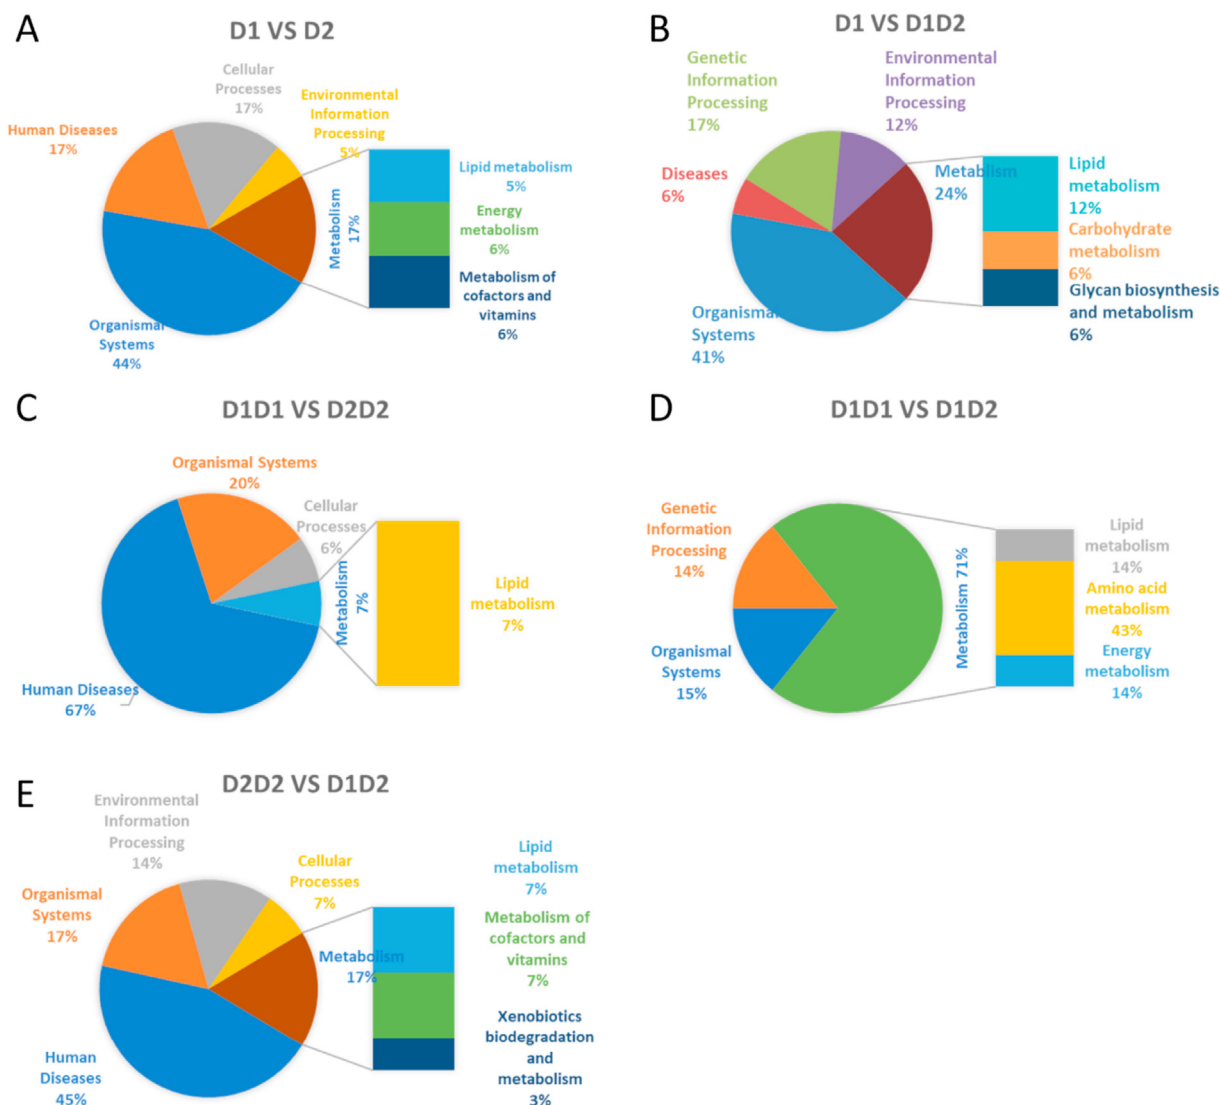 A
D1 VS D2
Cellular
Processes
17%
Environmental
Information
Processing
5%
Human Diseases
17%
Metabolism
17%
Lipid metabolism
5%
Energy
metabolism
6%
Metabolism of
cofactors and
vitamins
6%
Organismal
Systems
44%
B
D1 VS D1D2
Genetic
Information
Processing
17%
Environmental
Information
Processing
12%
Diseases
6%
Metablism
24%
Lipid
metabolism
12%
Carbohydrate
metabolism
6%
Glycan biosynthesis
and metabolism
6%
Organismal
Systems
41%
C
D1D1 VS D2D2
Organismal Systems
20%
Cellular
Processes
6%
Metabolism
7%
Lipid
metabolism
7%
Human Diseases
67%
D
D1D1 VS D1D2
Genetic
Information
Processing
14%
Metabolism 71%
Lipid
metabolism
14%
Amino acid
metabolism
43%
Energy
metabolism
14%
Organismal
Systems
15%
E
D2D2 VS D1D2
Environmental
Information
Processing
14%
Cellular
Processes
7%
Organismal
Systems
17%
Metabolism
17%
Lipid
metabolism
7%
Metabolism of
cofactors and
vitamins
7%
Xenobiotics
biodegradation
and
metabolism
3%
Human
Diseases
45%